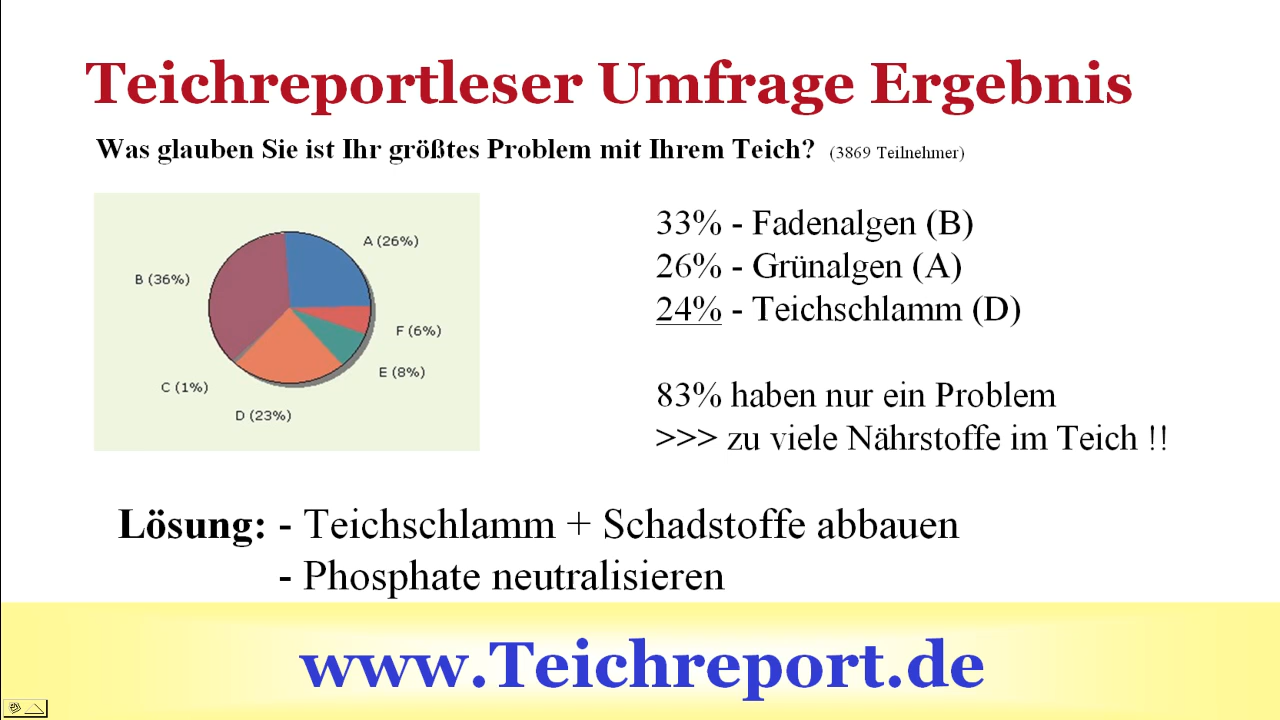 Teichreportleser Umfrage Ergebnis
Was glauben Sie ist Ihr größtes Problem mit Ihrem Teich? (3869 Teilnehmer)
A (26%)
B (36%)
F (6%)
E (8%)
C (1%)
D (23%)
33% - Fadenalgen (B)
26% - Grünalgen (A)
24% - Teichschlamm (D)
83% haben nur ein Problem
>>> zu viele Nährstoffe im Teich !!
Lösung: - Teichschlamm + Schadstoffe abbauen
- Phosphate neutralisieren
www.Teichreport.de